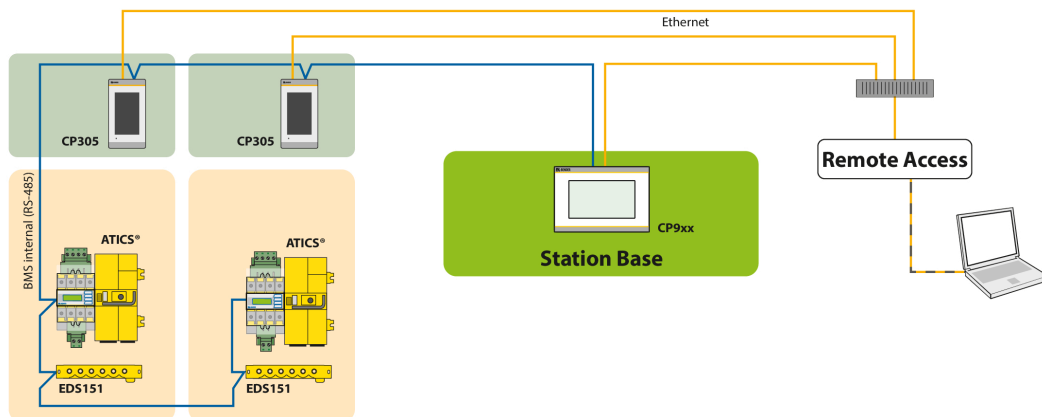 Ethernet
CP305
CP305
Remote Access
BMS internal (RS-485)
CP9xx
Station Base
ATICS®
ATICS®
EDS151
EDS151